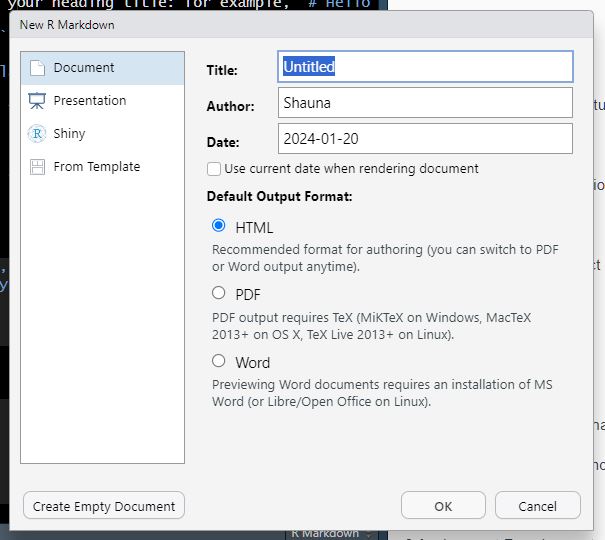 your heading title: for example, # Hello
New R Markdown
Document
Presentation
R Shiny
From Template
Title: Untitled
Author: Shauna
Date: 2024-01-20
Use current date when rendering document
Default Output Format:
HTML
Recommended format for authoring (you can switch to PDF
or Word output anytime).
PDF
PDF output requires TeX (MiKTeX on Windows, MacTeX
2013+ on OS X, TeX Live 2013+ on Linux).
Word
Previewing Word documents requires an installation of MS
Word (or Libre/Open Office on Linux).
Create Empty Document
OK
Cancel
R Markdown